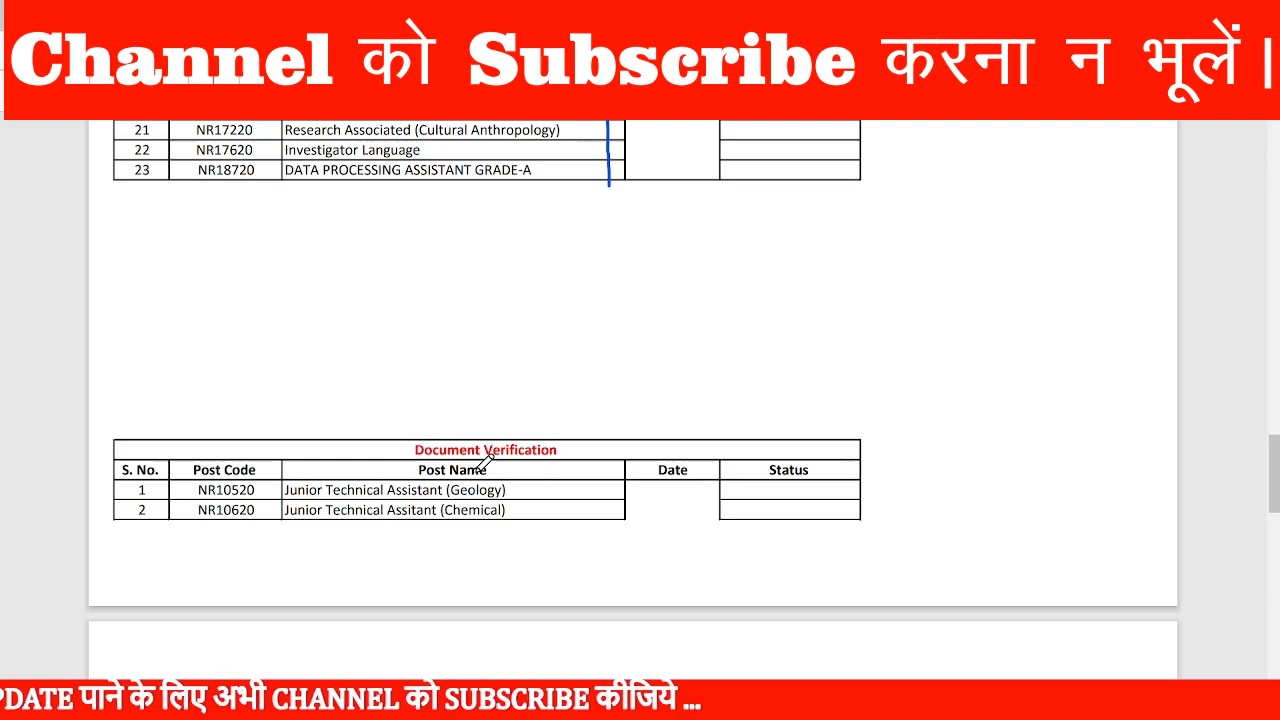 Channel को Subscribe करना न भूलें।
21 NR17220 Research Associated (Cultural Anthropology)
22 NR17620 Investigator Language
23 NR18720 DATA PROCESSING ASSISTANT GRADE-A
Document Verification
S. No. Post Code Post Name Date Status
1 NR10520 Junior Technical Assistant (Geology)
2 NR10620 Junior Technical Assitant (Chemical)
PDATE पाने के लिए अभी CHANNEL को SUBSCRIBE कीजिये ...